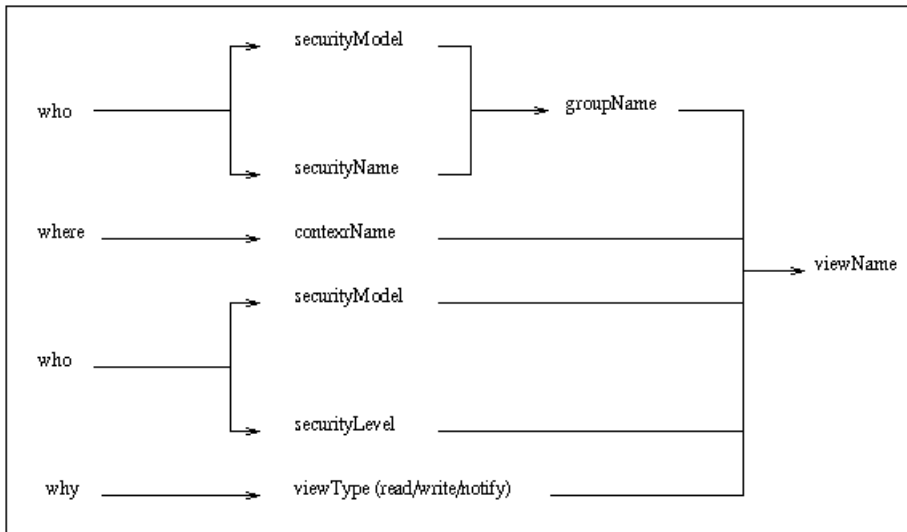 securityModel
who
groupName
securityName
where
contexrName
viewName
securityModel
who
securityLevel
why
viewType (read/write/notify)